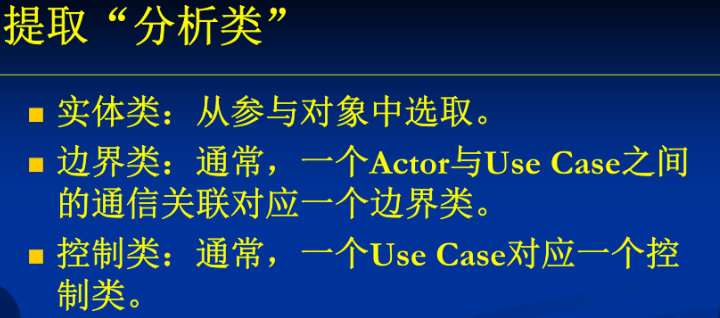 提取“分析类”
实体类：从参与对象中选取。
边界类：通常，一个Actor与Use Case之间
的通信关联对应一个边界类。
控制类：通常，一个Use Case对应一个控
制类。